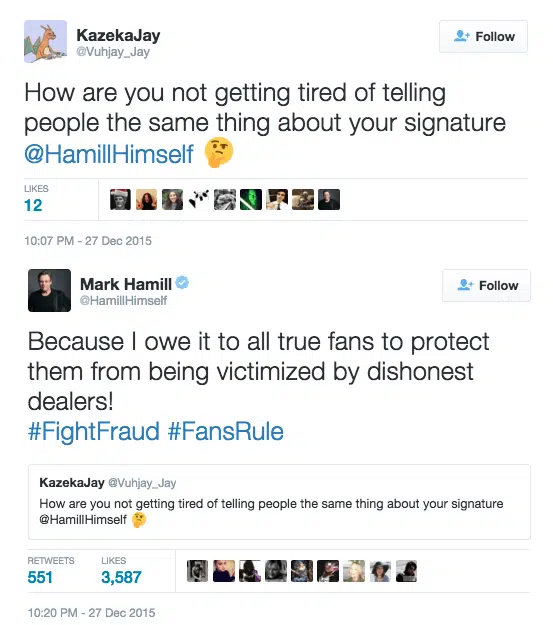 KazekaJay
@Vuhjay_Jay
Follow
How are you not getting tired of telling
people the same thing about your signature
@HamillHimself 🤔
LIKES
12
10:07 PM - 27 Dec 2015
Mark Hamill
@HamillHimself
Follow
Because I owe it to all true fans to protect
them from being victimized by dishonest
dealers!
#FightFraud #FansRule
KazekaJay @Vuhjay_Jay
How are you not getting tired of telling people the same thing about your signature
@HamillHimself 🤔
RETWEETS LIKES
551 3,587
10:20 PM - 27 Dec 2015